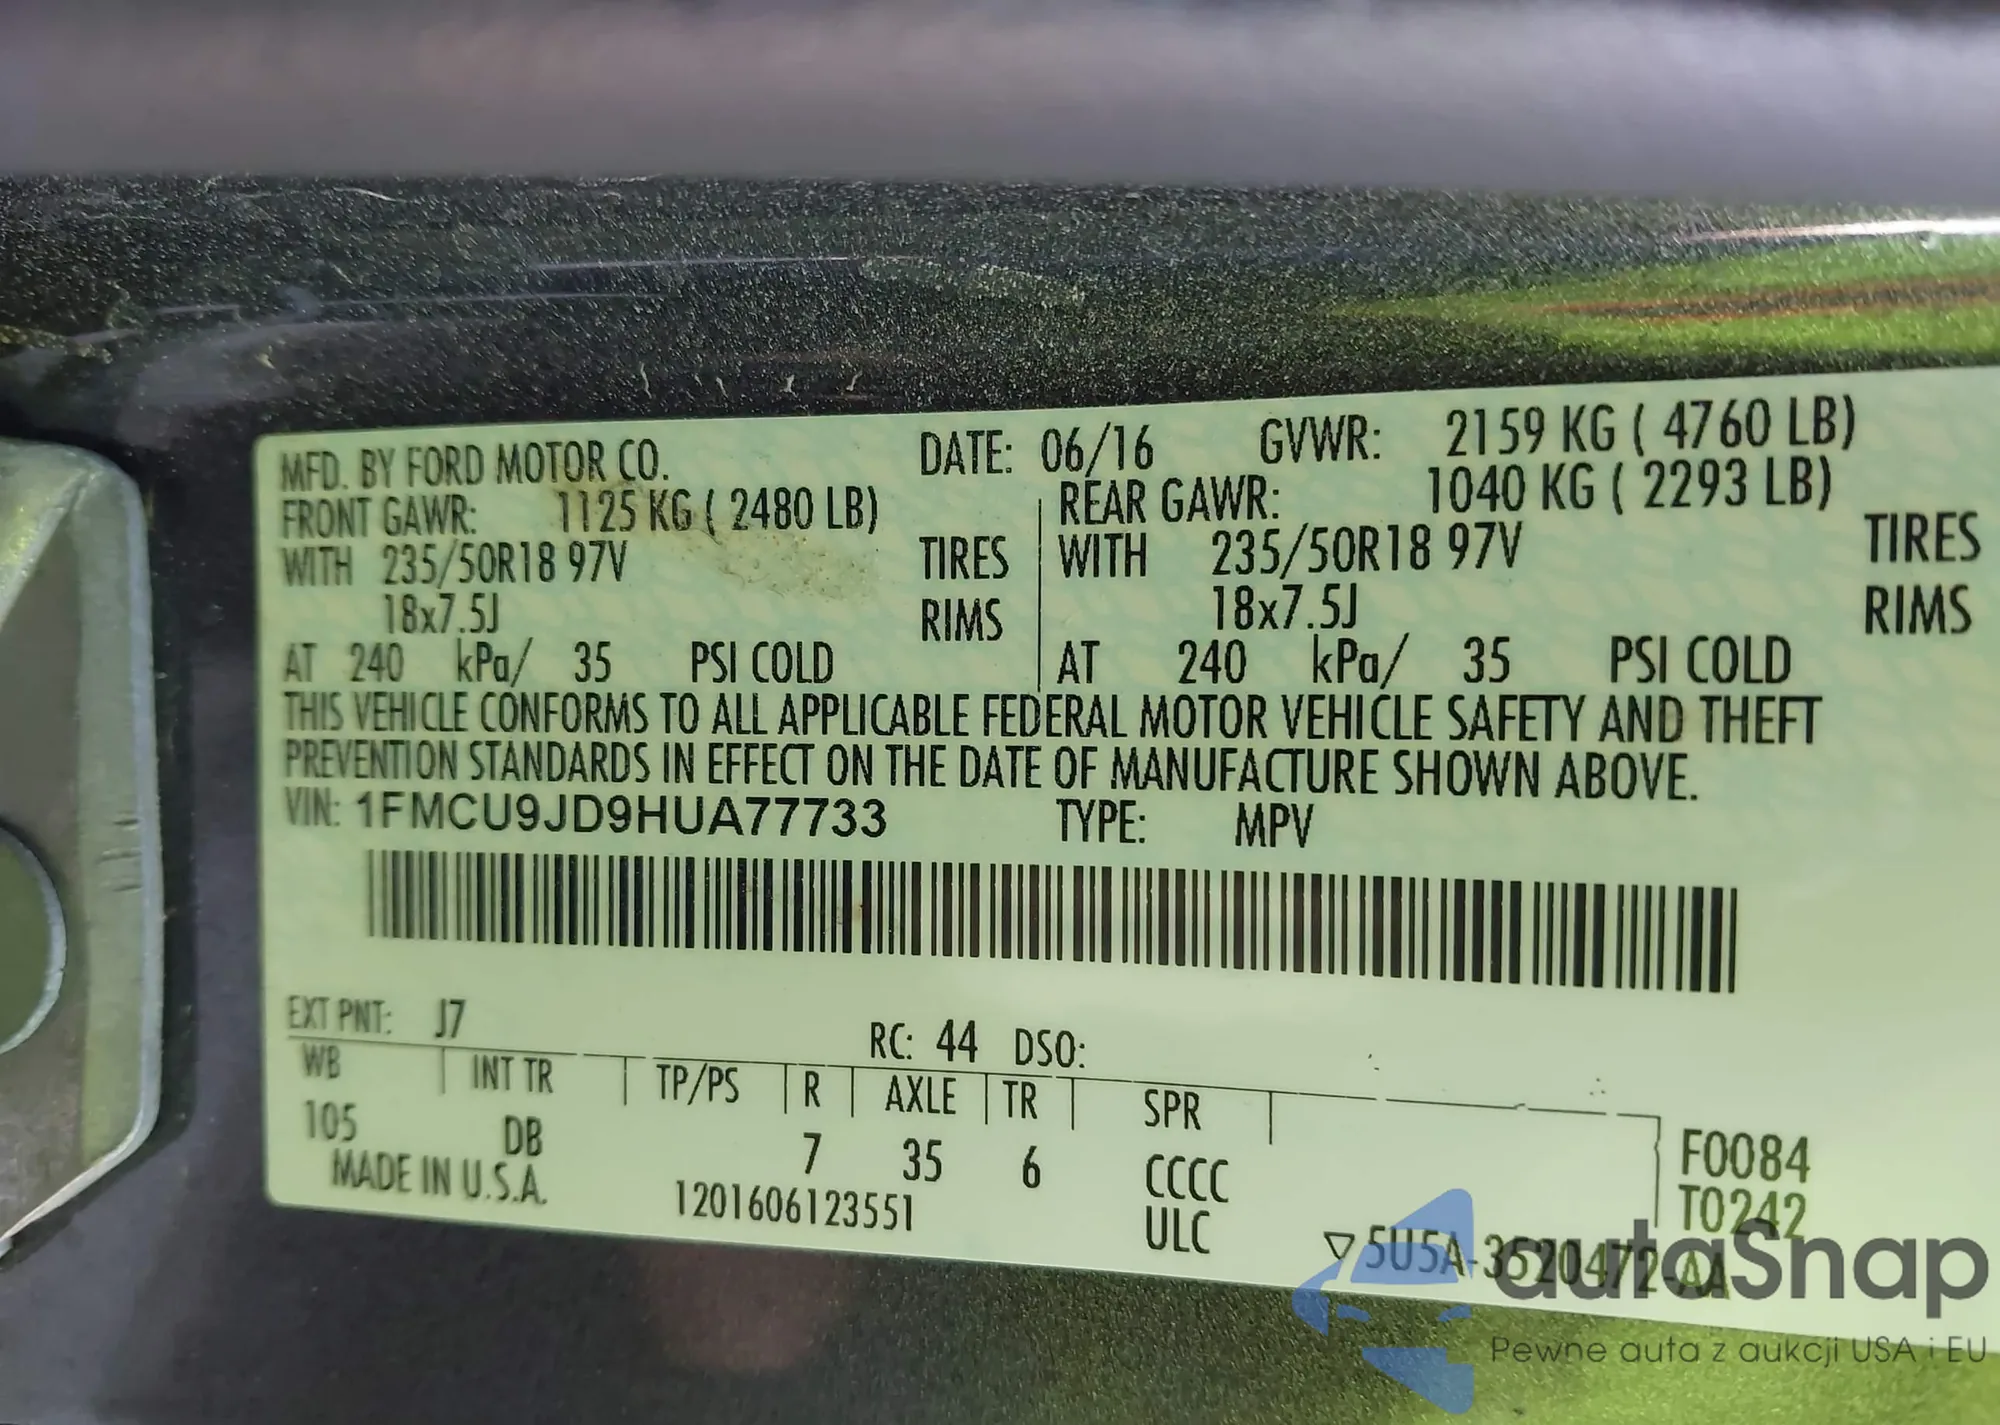 MFD. BY FORD MOTOR CO. DATE: 06/16 GVWR: 2159 KG ( 4760 LB)
FRONT GAWR: 1125 KG ( 2480 LB) REAR GAWR: 1040 KG ( 2293 LB)
WITH 235/50R18 97V TIRES WITH 235/50R18 97V TIRES
18x7.5J RIMS 18x7.5J RIMS
AT 240 kPa/ 35 PSI COLD AT 240 kPa/ 35 PSI COLD
THIS VEHICLE CONFORMS TO ALL APPLICABLE FEDERAL MOTOR VEHICLE SAFETY AND THEFT
PREVENTION STANDARDS IN EFFECT ON THE DATE OF MANUFACTURE SHOWN ABOVE.
VIN: 1FMCU9JD9HUA77733 TYPE: MPV
EXT PNT: J7 RC: 44 DSO:
WB INT TR TP/PS R AXLE TR SPR
105 DB 7 35 6 CCCC F0084
MADE IN U.S.A. 1201606123551 ULC T0242
▽5U5A-3520472-AA
autoSnap
Pewne auta z aukcji USA i EU